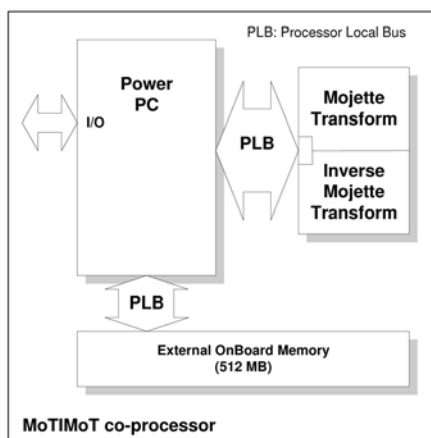 PLB: Processor Local Bus
Power
PC
I/O
PLB
Mojette
Transform
Inverse
Mojette
Transform
PLB
External OnBoard Memory
(512 MB)
MoTIMoT co-processor